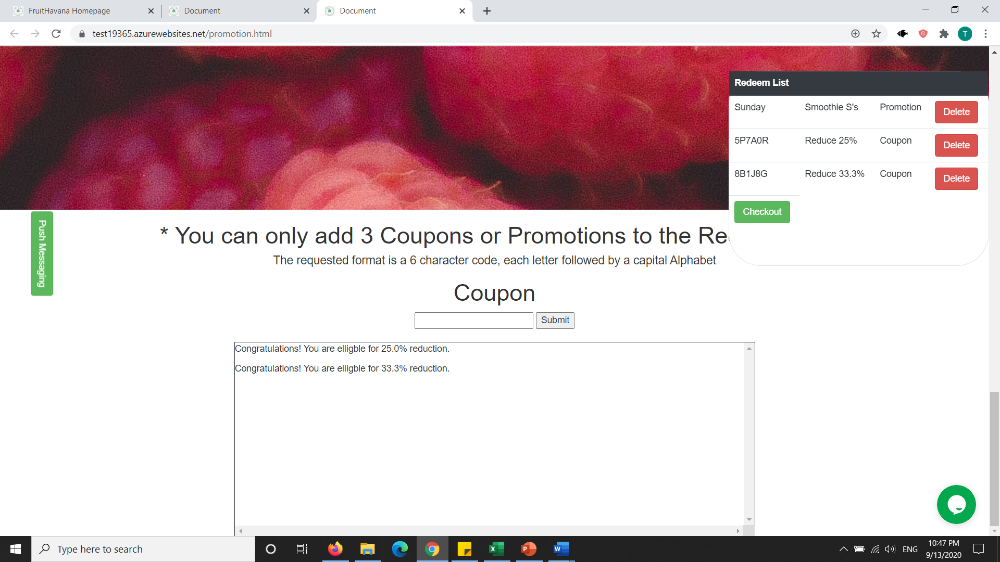 FruitHavana Homepage
Document
Document
test19365.azurewebsites.net/promotion.html
T
Redeem List
Sunday Smoothie S's Promotion Delete
5P7A0R Reduce 25% Coupon Delete
8B1J8G Reduce 33.3% Coupon Delete
Checkout
Push Messaging
* You can only add 3 Coupons or Promotions to the Re
The requested format is a 6 character code, each letter followed by a capital Alphabet
Coupon
Submit
Congratulations! You are elligble for 25.0% reduction.
Congratulations! You are elligble for 33.3% reduction.
Type here to search
ENG
10:47 PM
9/13/2020